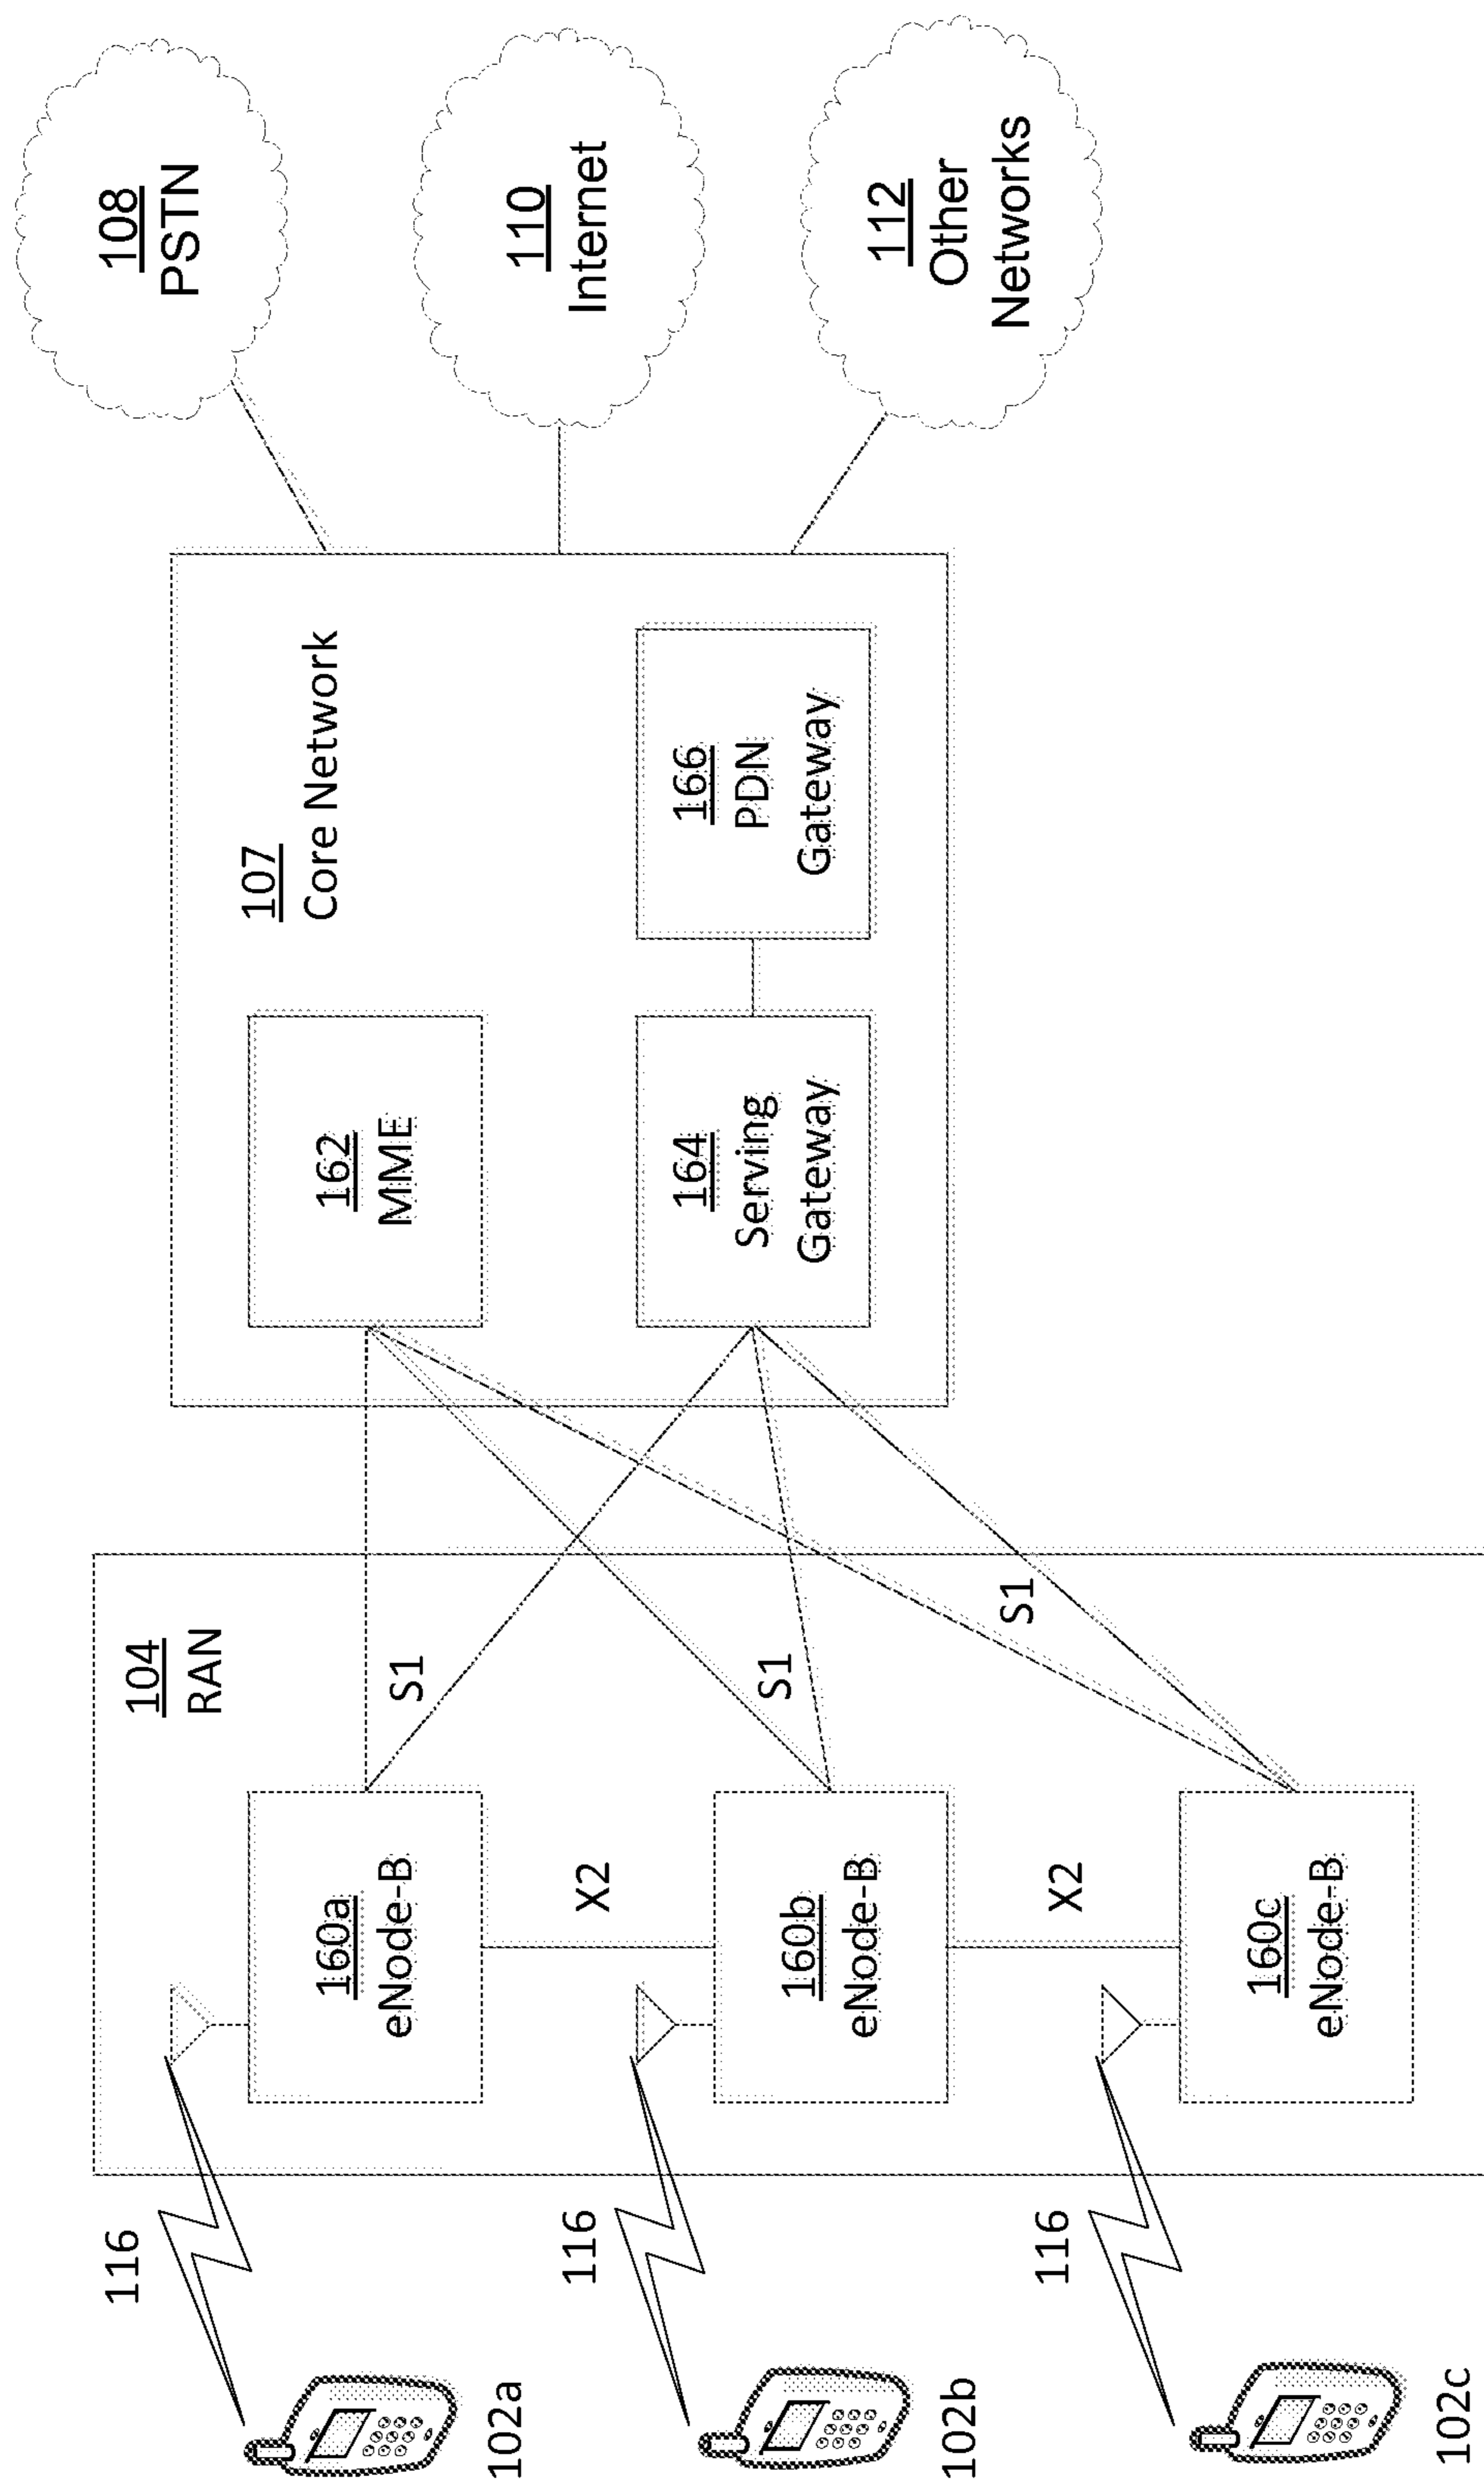 116
104
RAN
107
Core Network
108
PSTN
102a
160a
eNode-B
S1
162
MME
X2
110
Internet
116
102b
160b
eNode-B
S1
164
Serving
Gateway
166
PDN
Gateway
112
Other
Networks
X2
S1
116
102c
160c
eNode-B